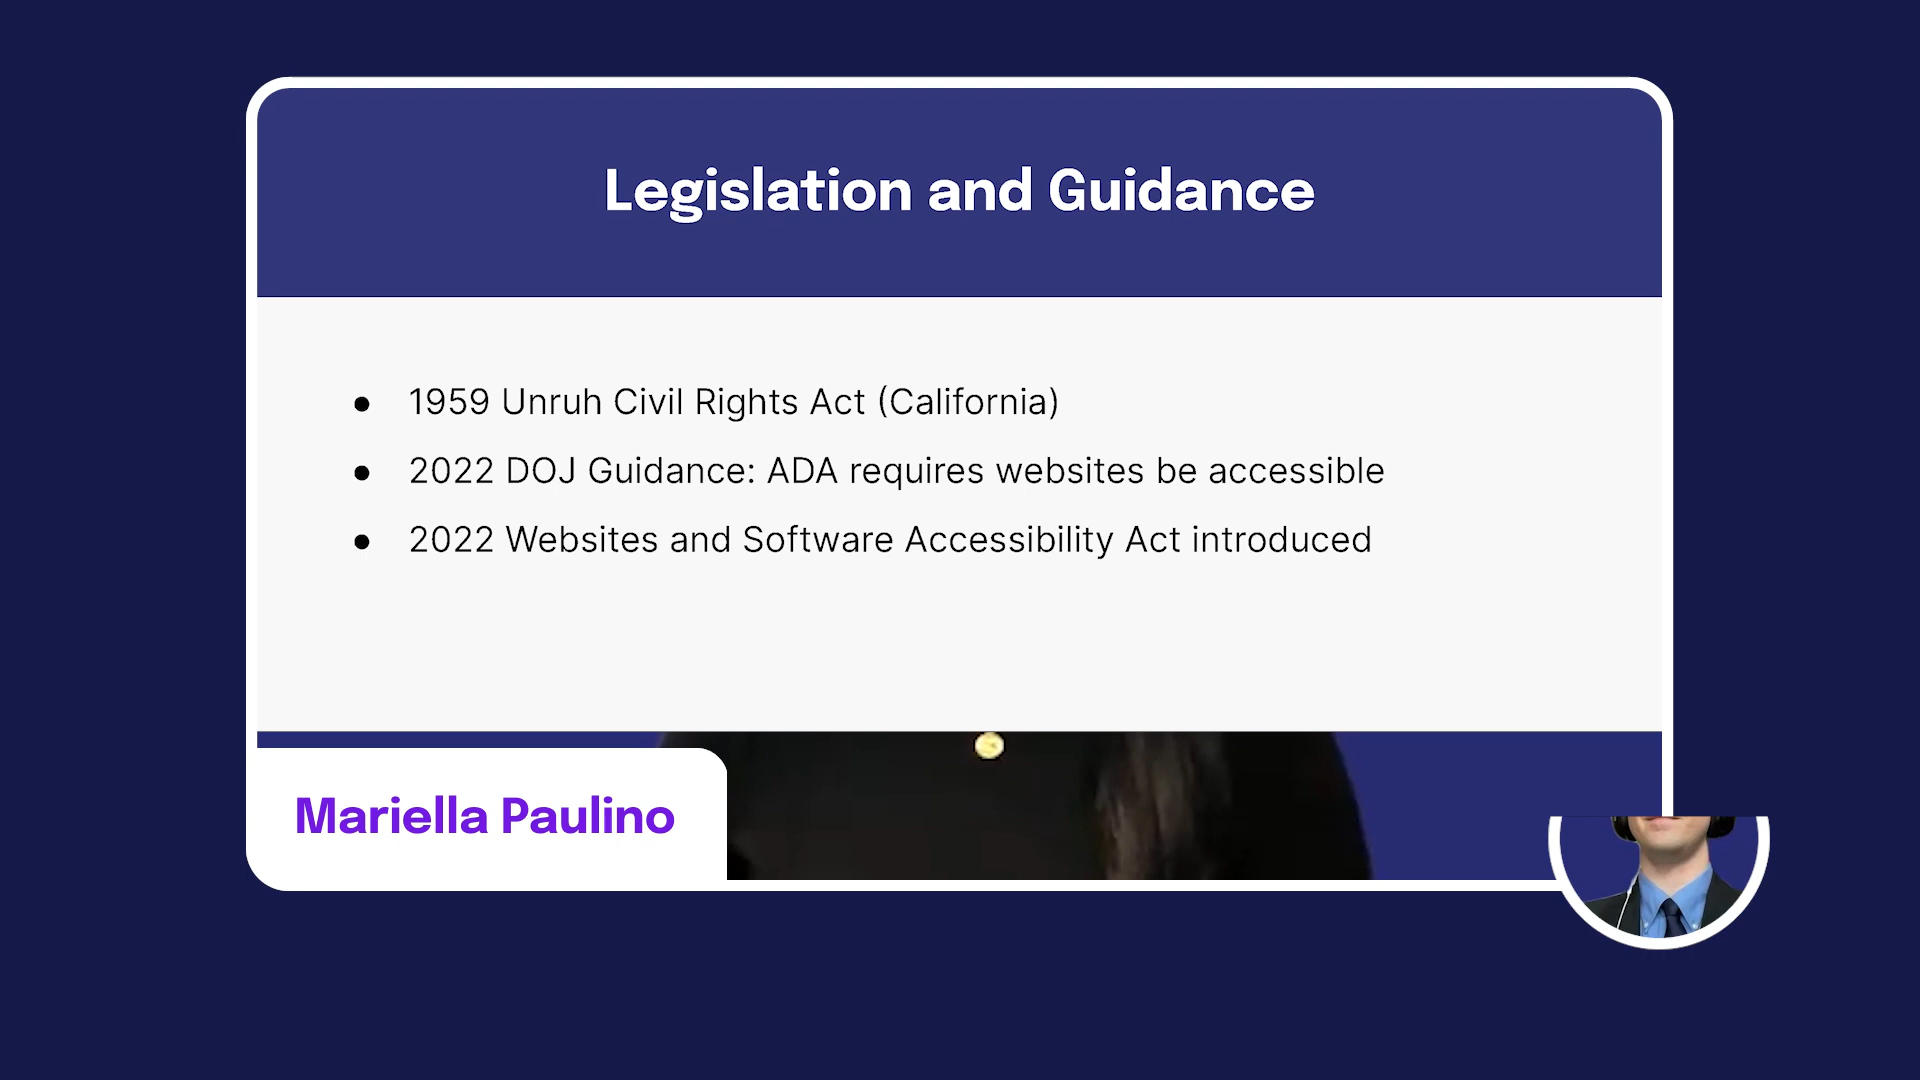 Legislation and Guidance
• 1959 Unruh Civil Rights Act (California)
• 2022 DOJ Guidance: ADA requires websites be accessible
• 2022 Websites and Software Accessibility Act introduced
Mariella Paulino